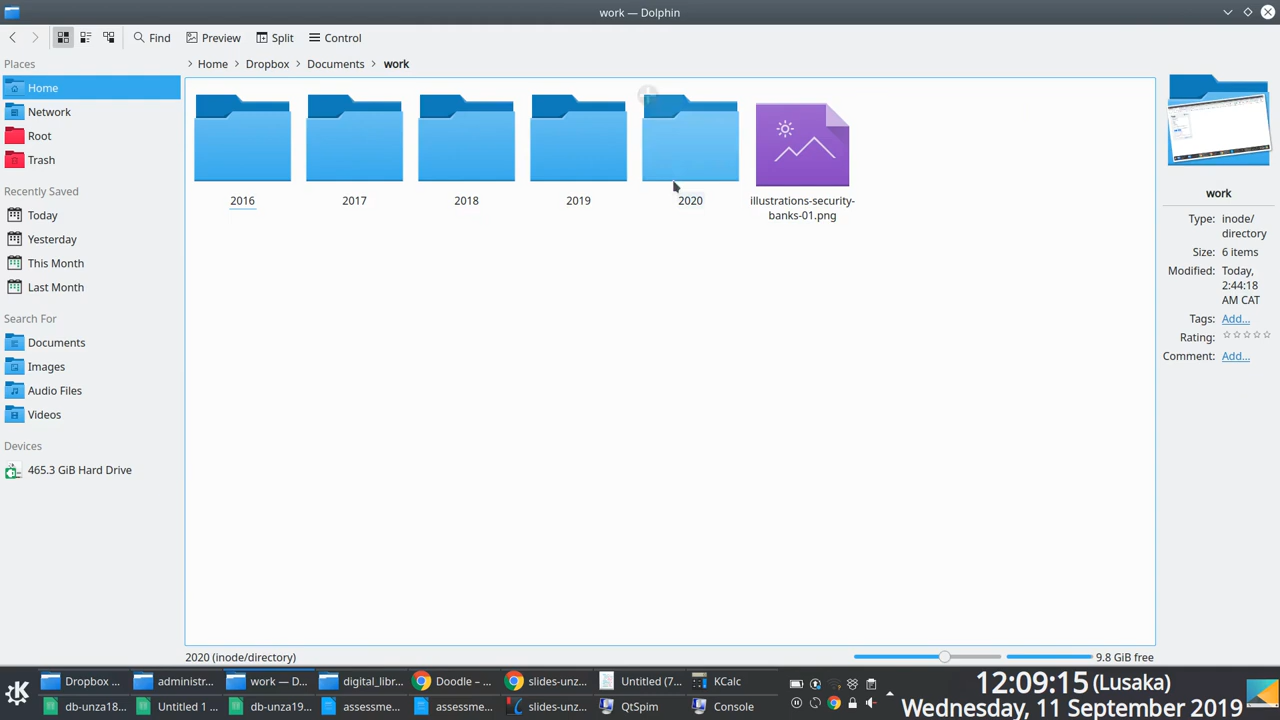 work — Dolphin
Find
Preview
Split
Control
Places
Home
Network
Root
Trash
Recently Saved
Today
Yesterday
This Month
Last Month
Search For
Documents
Images
Audio Files
Videos
Devices
465.3 GiB Hard Drive
Home
Dropbox
Documents
work
2016
2017
2018
2019
2020
illustrations-security-
banks-01.png
work
Type: inode/
directory
Size: 6 items
Modified: Today,
2:44:18
AM CAT
Tags: Add...
Rating:
Comment: Add...
2020 (inode/directory)
9.8 GiB free
Dropbox ...
administr...
work — D...
digital_libr...
Doodle – ...
slides-unz...
Untitled (7...
KCalc
db-unza18...
Untitled 1 ...
db-unza19...
assessme...
assessme...
slides-unz...
QtSpim
Console
12:09:15 (Lusaka)
Wednesday, 11 September 2019